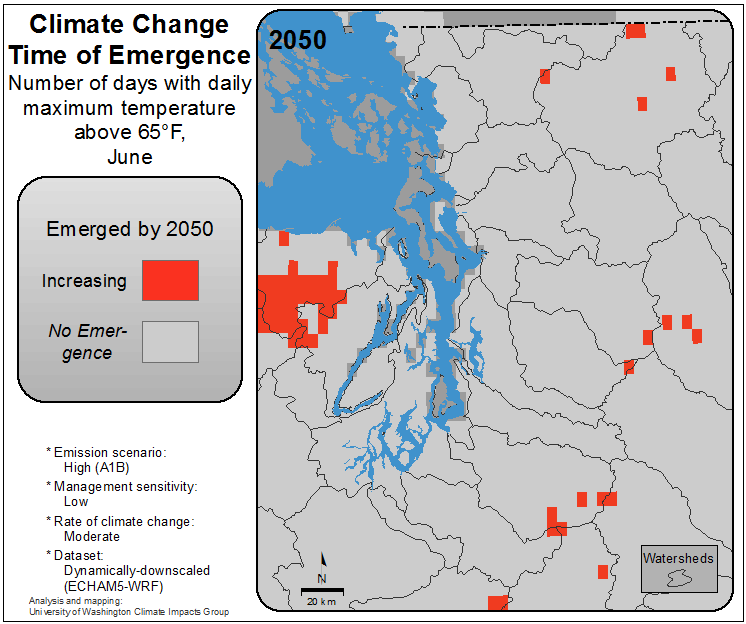 Climate Change
Time of Emergence
Number of days with daily
maximum temperature
above 65°F,
June
Emerged by 2050
Increasing
No Emer-
gence
* Emission scenario:
High (A1B)
* Management sensitivity:
Low
* Rate of climate change:
Moderate
* Dataset:
Dynamically-downscaled
(ECHAM5-WRF)
Analysis and mapping:
University of Washington Climate Impacts Group
2050
N
20 km
Watersheds